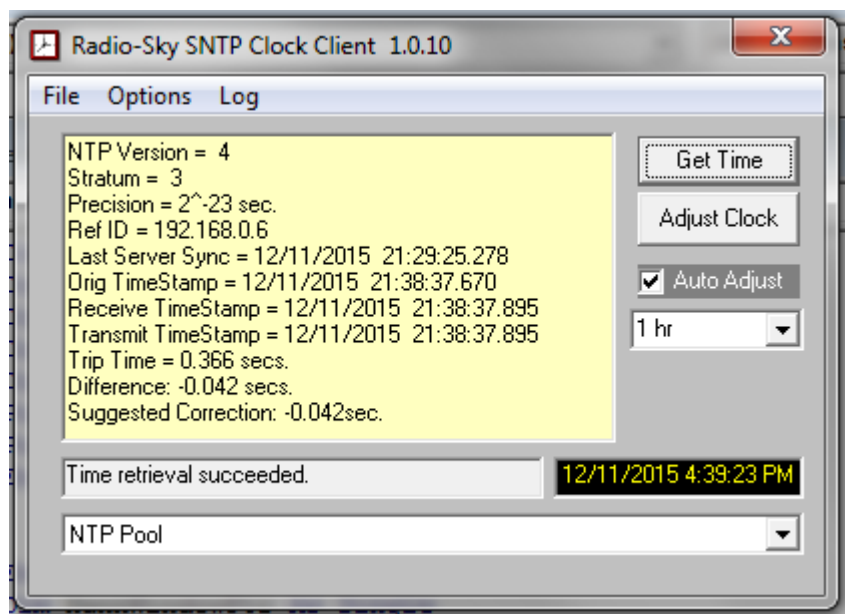 Radio-Sky SNTP Clock Client 1.0.10
File Options Log
NTP Version = 4
Stratum = 3
Precision = 2^-23 sec.
Ref ID = 192.168.0.6
Last Server Sync = 12/11/2015 21:29:25.278
Orig TimeStamp = 12/11/2015 21:38:37.670
Receive TimeStamp = 12/11/2015 21:38:37.895
Transmit TimeStamp = 12/11/2015 21:38:37.895
Trip Time = 0.366 secs.
Difference: -0.042 secs.
Suggested Correction: -0.042sec.
Get Time
Adjust Clock
Auto Adjust
1 hr
Time retrieval succeeded.
12/11/2015 4:39:23 PM
NTP Pool